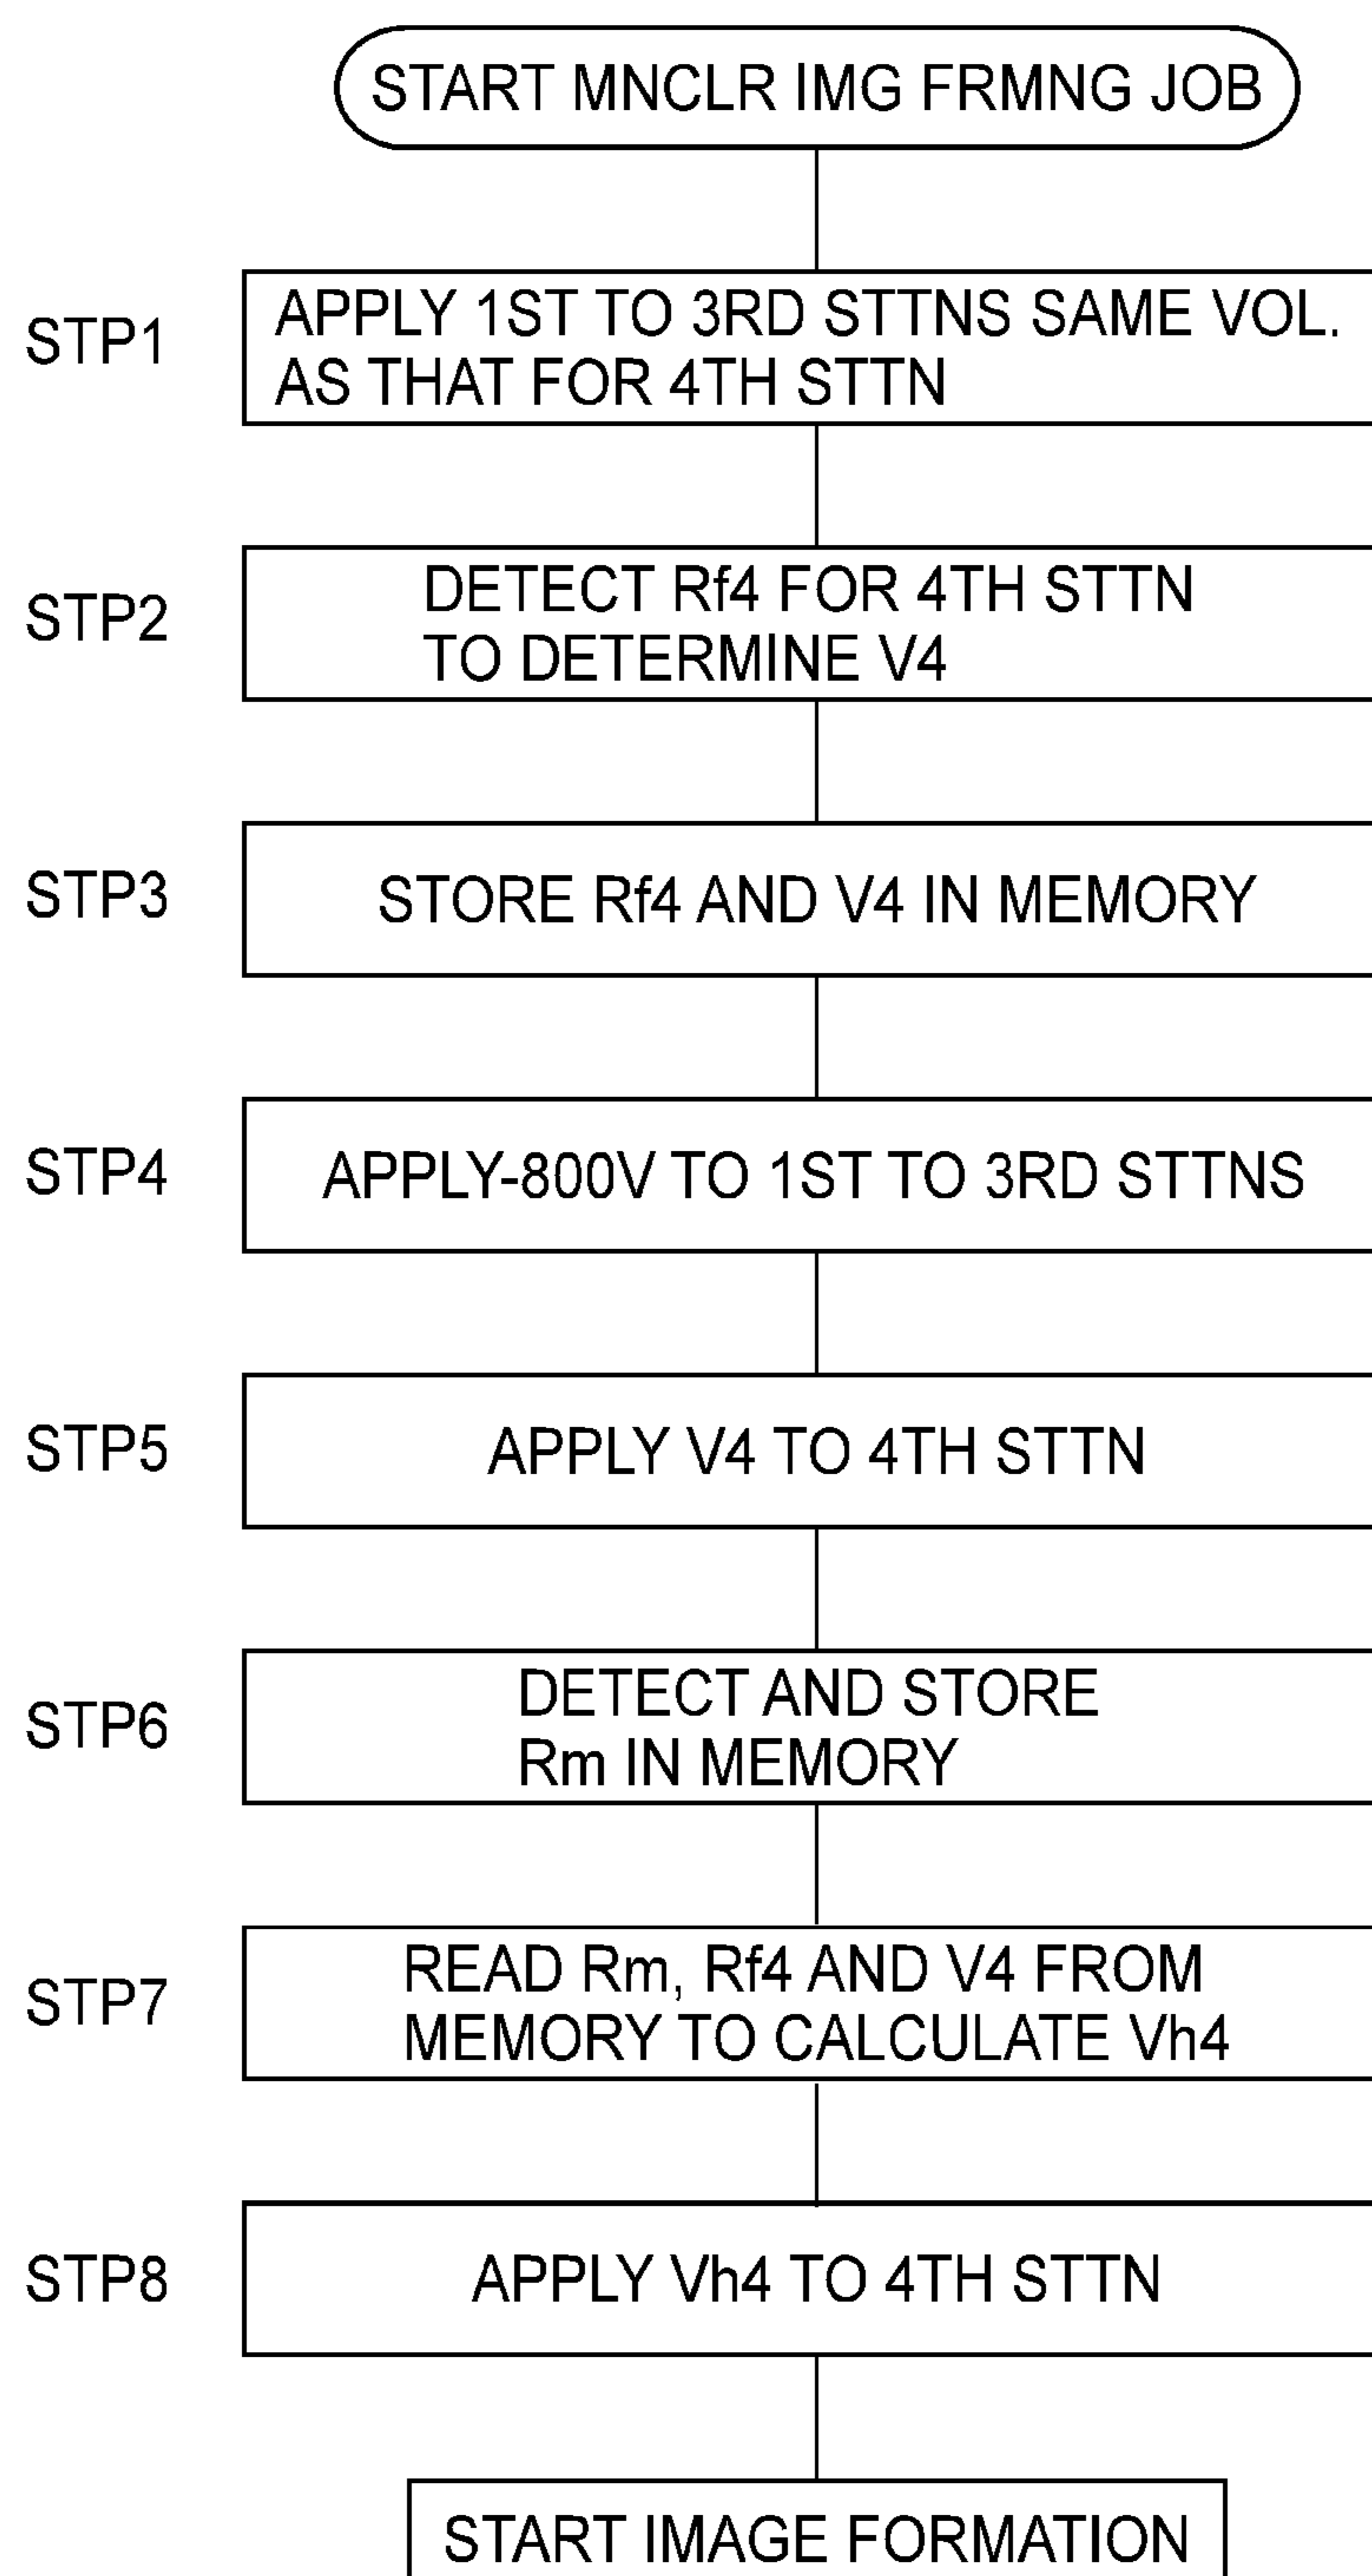 START MNCLR IMG FRMNG JOB
STP1
APPLY 1ST TO 3RD STTNS SAME VOL.
AS THAT FOR 4TH STTN
STP2
DETECT Rf4 FOR 4TH STTN
TO DETERMINE V4
STP3
STORE Rf4 AND V4 IN MEMORY
STP4
APPLY-800V TO 1ST TO 3RD STTNS
STP5
APPLY V4 TO 4TH STTN
STP6
DETECT AND STORE
Rm IN MEMORY
STP7
READ Rm, Rf4 AND V4 FROM
MEMORY TO CALCULATE Vh4
STP8
APPLY Vh4 TO 4TH STTN
START IMAGE FORMATION